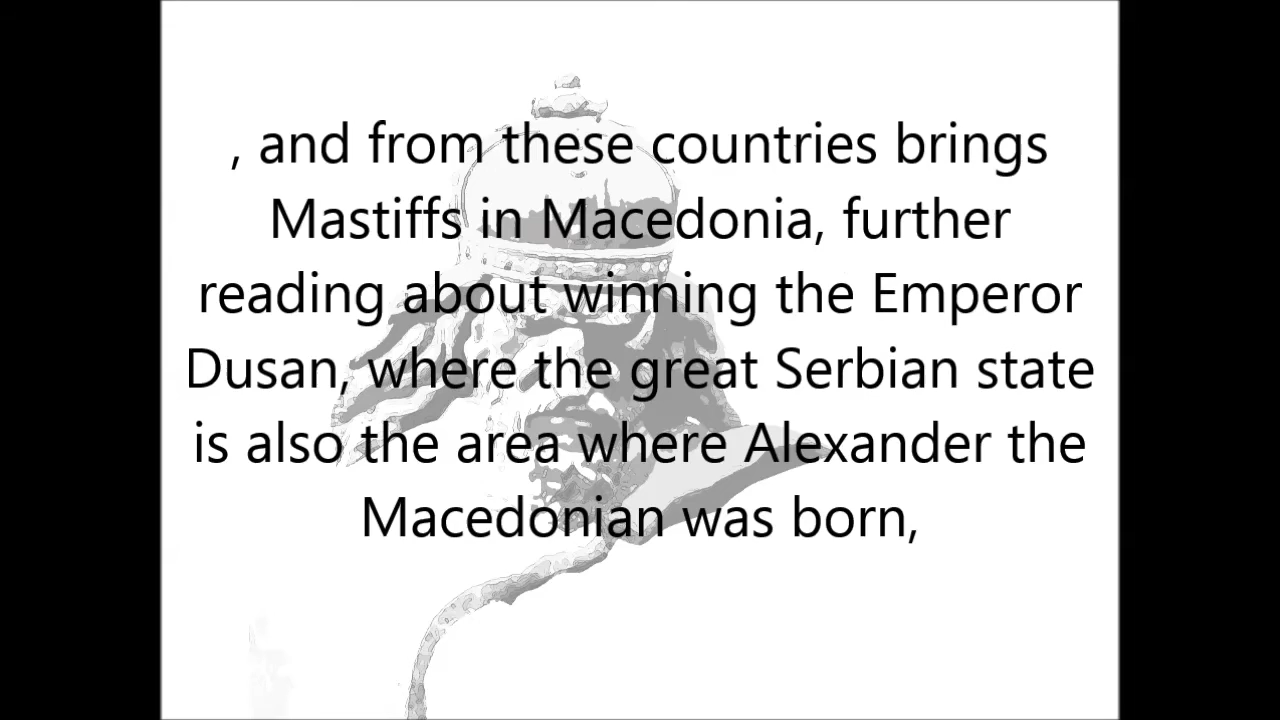 , and from these countries brings
Mastiffs in Macedonia, further
reading about winning the Emperor
Dusan, where the great Serbian state
is also the area where Alexander the
Macedonian was born,